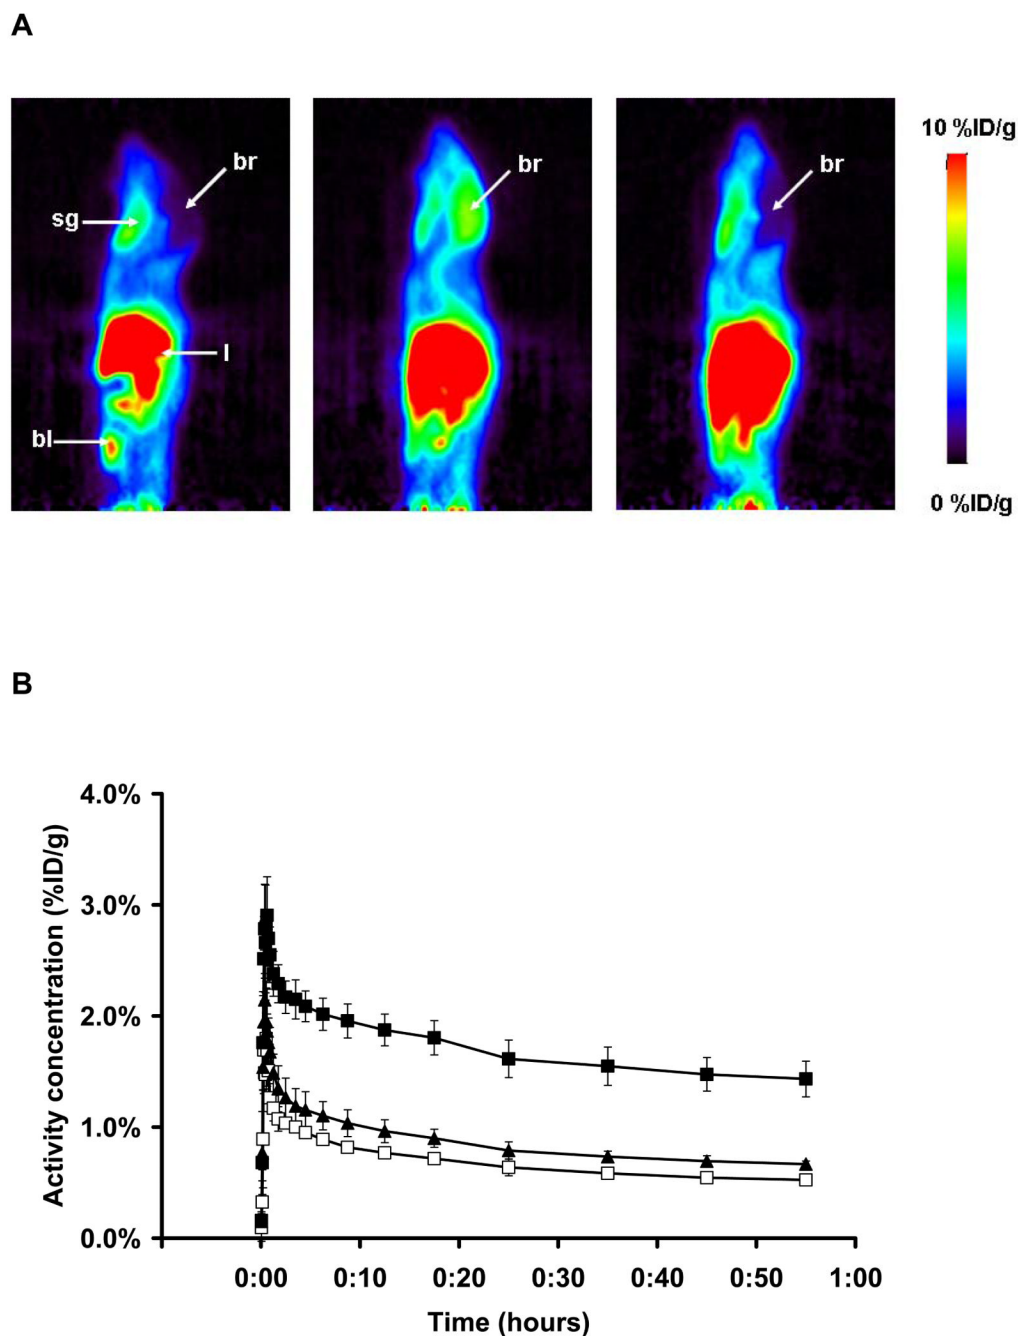 A
br
sg
l
bl
br
br
10 %ID/g
0 %ID/g
B
Activity concentration (%ID/g)
4.0%
3.0%
2.0%
1.0%
0.0%
0:00 0:10 0:20 0:30 0:40 0:50 1:00
Time (hours)